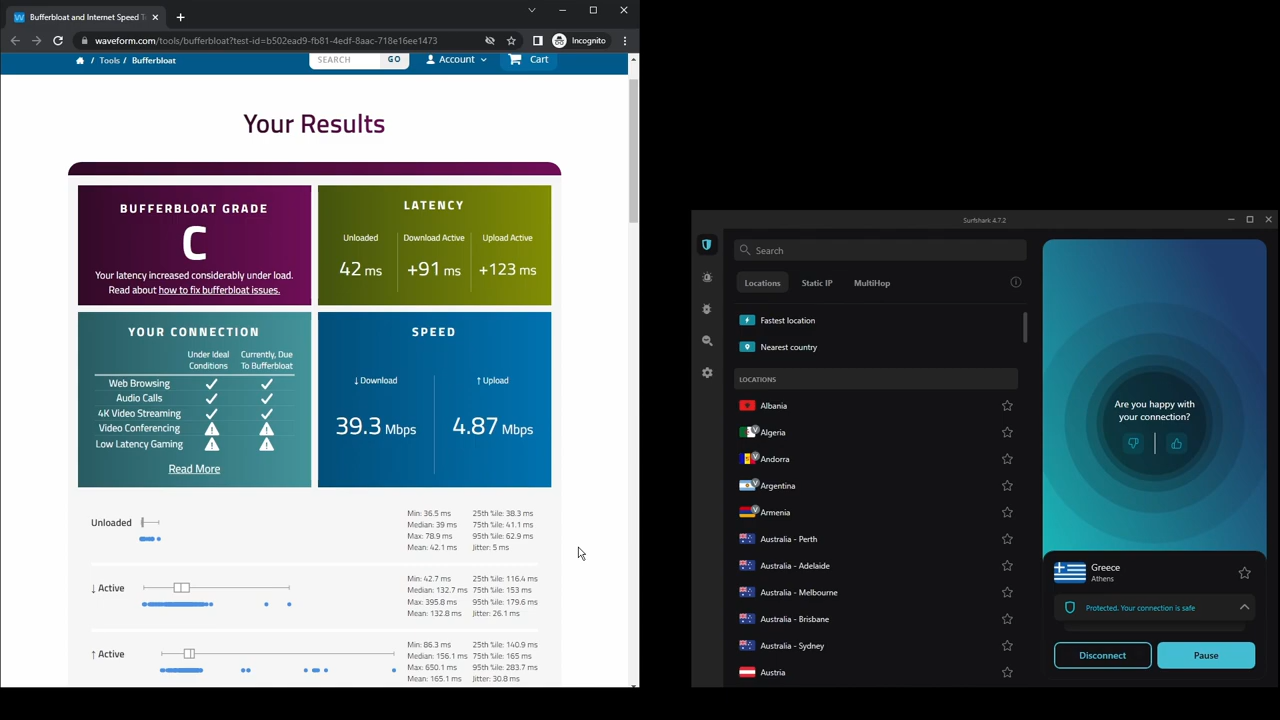 Bufferbloat and Internet Speed T
waveform.com/tools/bufferbloat?test-id=b502ead9-fb81-4edf-8aac-718e16ee1473
Incognito
/ Tools / Bufferbloat
SEARCH
GO
Account
Cart
Your Results
BUFFERBLOAT GRADE
C
Your latency increased considerably under load.
Read about how to fix bufferbloat issues.
LATENCY
Unloaded
Download Active
Upload Active
42 ms
+91 ms
+123 ms
YOUR CONNECTION
Under Ideal
Conditions
Currently, Due
To Bufferbloat
Web Browsing
Audio Calls
4K Video Streaming
Video Conferencing
Low Latency Gaming
Read More
SPEED
↓ Download
↑ Upload
39.3 Mbps
4.87 Mbps
Unloaded
Min: 36.5 ms 25th %ile: 38.3 ms
Median: 39 ms 75th %ile: 41.1 ms
Max: 78.9 ms 95th %ile: 62.9 ms
Mean: 42.1 ms Jitter: 5 ms
↓ Active
Min: 42.7 ms 25th %ile: 116.4 ms
Median: 132.7 ms 75th %ile: 153 ms
Max: 395.8 ms 95th %ile: 179.6 ms
Mean: 132.8 ms Jitter: 26.1 ms
↑ Active
Min: 86.3 ms 25th %ile: 140.9 ms
Median: 156.1 ms 75th %ile: 165 ms
Max: 650.1 ms 95th %ile: 283.7 ms
Mean: 165.1 ms Jitter: 30.8 ms
Surfshark 4.7.2
Search
Locations
Static IP
MultiHop
Fastest location
Nearest country
LOCATIONS
Albania
Algeria
Andorra
Argentina
Armenia
Australia - Perth
Australia - Adelaide
Australia - Melbourne
Australia - Brisbane
Australia - Sydney
Austria
Are you happy with
your connection?
Greece
Athens
Protected. Your connection is safe
Disconnect
Pause